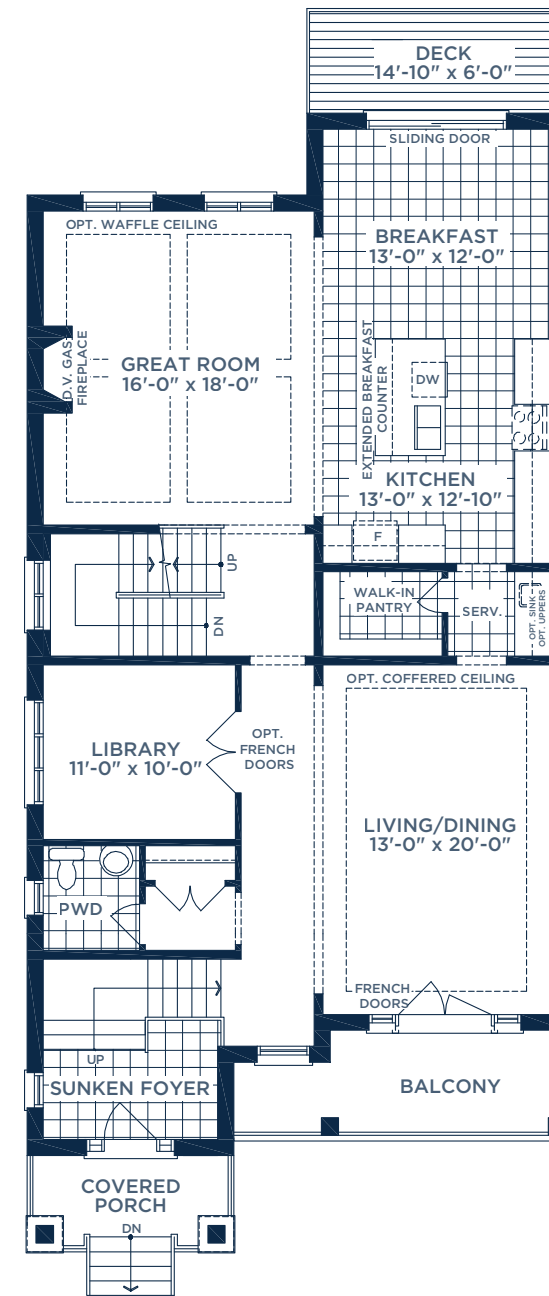 DECK
14'-10" x 6'-0"
SLIDING DOOR
OPT. WAFFLE CEILING
BREAKFAST
13'-0" x 12'-0"
D.V. GAS
FIREPLACE
GREAT ROOM
16'-0" x 18'-0"
EXTENDED BREAKFAST
COUNTER
DW
KITCHEN
13'-0" x 12'-10"
F
UP
DN
WALK-IN
PANTRY
SERV.
OPT. SINK
OPT. UPPERS
OPT. COFFERED CEILING
LIBRARY
11'-0" x 10'-0"
OPT.
FRENCH
DOORS
LIVING/DINING
13'-0" x 20'-0"
PWD
FRENCH
DOORS
UP
SUNKEN FOYER
BALCONY
COVERED
PORCH
DN